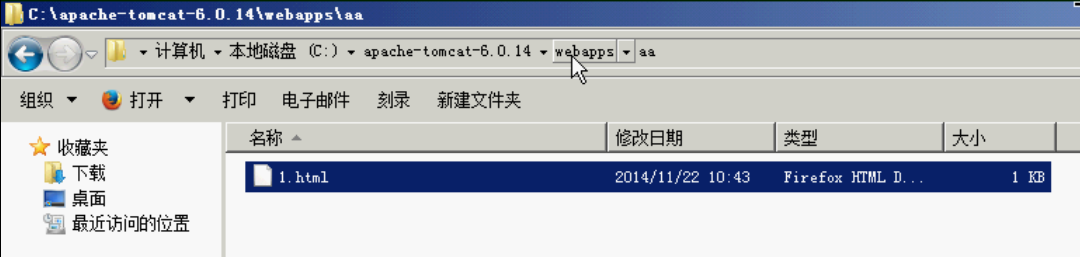 C:\apache-tomcat-6.0.14\webapps\aa
计算机 本地磁盘 (C:) apache-tomcat-6.0.14 webapps aa
组织 打开 打印 电子邮件 刻录 新建文件夹
名称 修改日期 类型 大小
收藏夹
下载
1.html 2014/11/22 10:43 Firefox HTML D... 1 KB
桌面
最近访问的位置